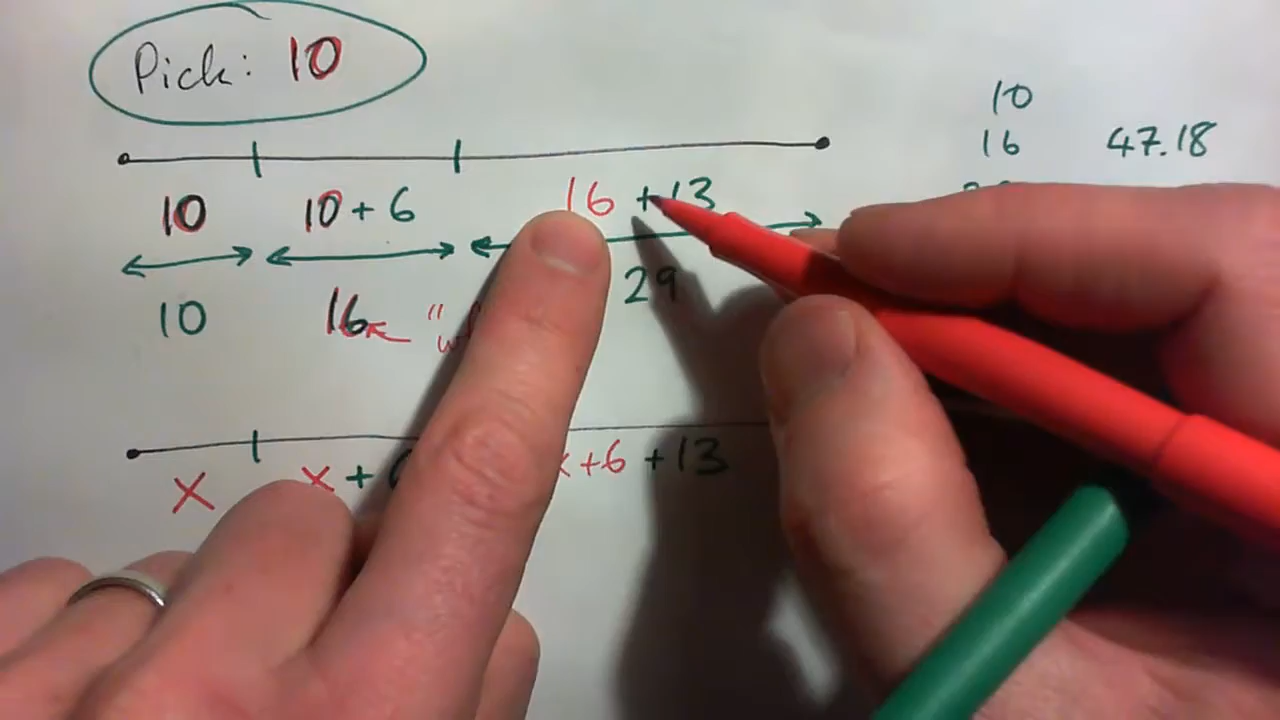 Pick: 10
10
16 47.18
10 10 + 6 16 + 13
10 16 " 29
x x + x+6 +13